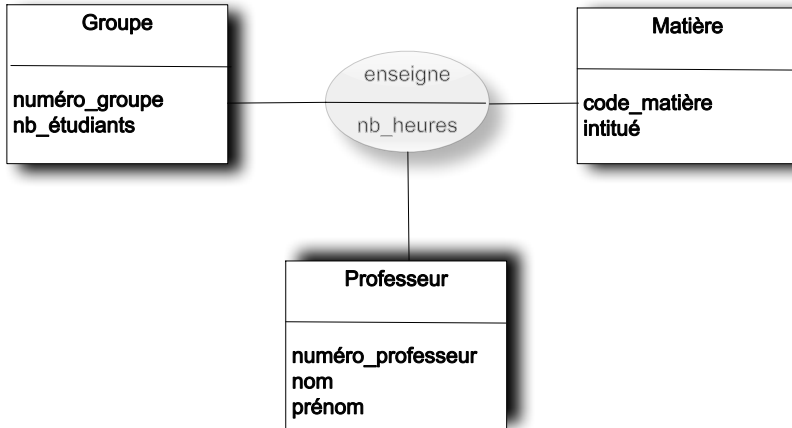 Groupe
numéro_groupe
nb_étudiants
enseigne
nb_heures
Matière
code_matière
intitué
Professeur
numéro_professeur
nom
prénom